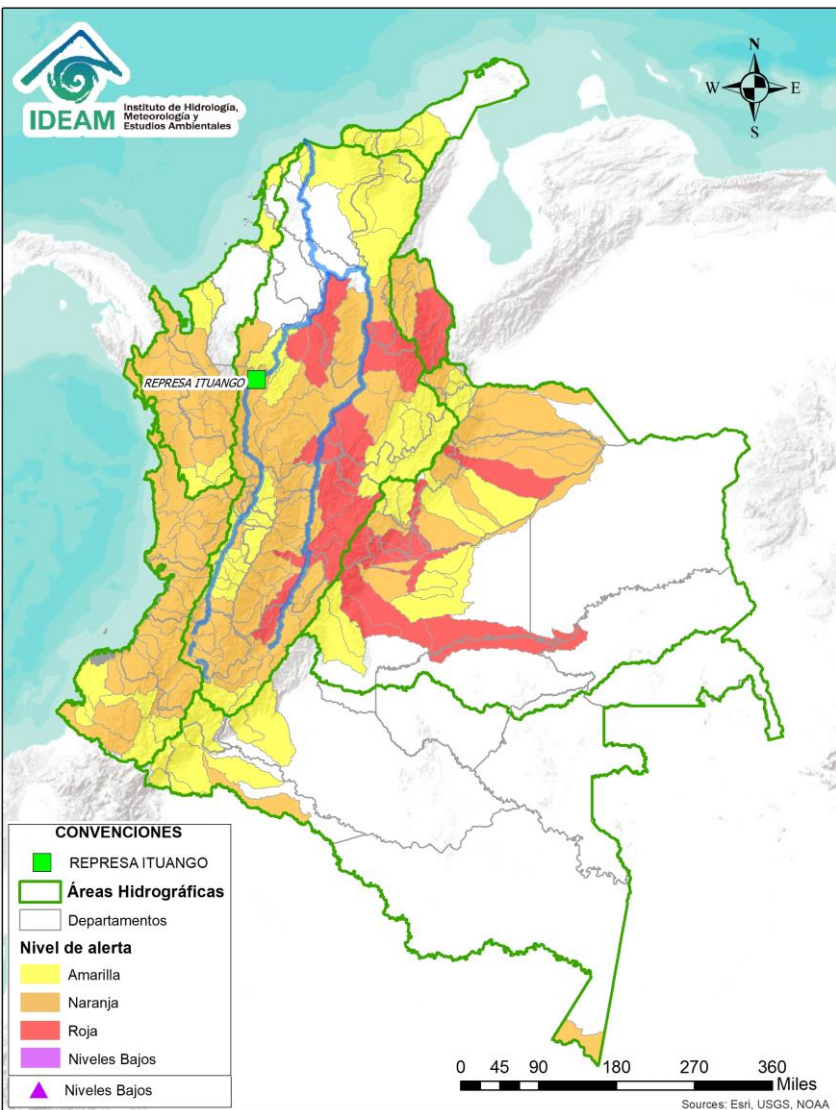 IDEAM
Instituto de Hidrología,
Meteorología y
Estudios Ambientales
N
W
E
S
REPRESA ITUANGO
CONVENCIONES
REPRESA ITUANGO
Áreas Hidrográficas
Departamentos
Nivel de alerta
Amarilla
Naranja
Roja
Niveles Bajos
Niveles Bajos
0 45 90 180 270 360
Miles
Sources: Esri, USGS, NOAA